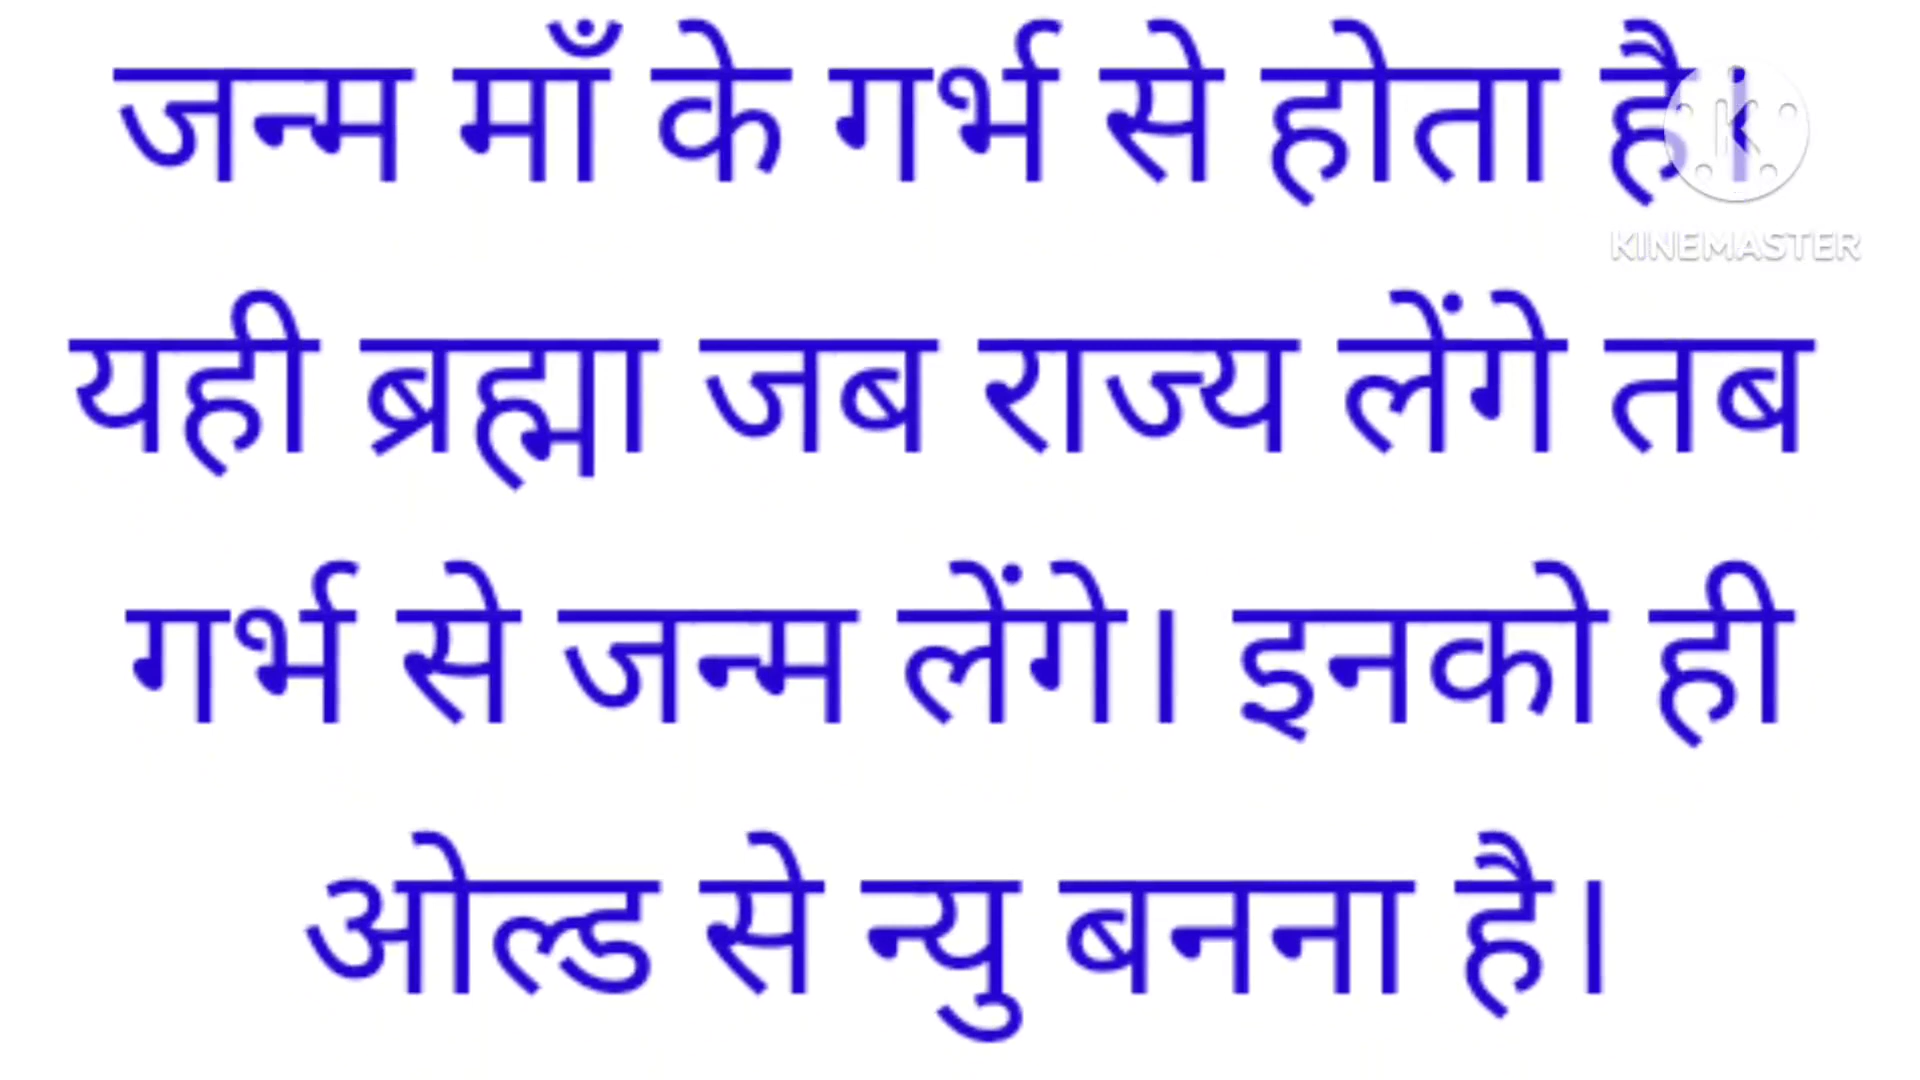 जन्म माँ के गर्भ से होता है।
यही ब्रह्मा जब राज्य लेंगे तब
गर्भ से जन्म लेंगे। इनको ही
ओल्ड से न्यु बनना है।
KINEMASTER